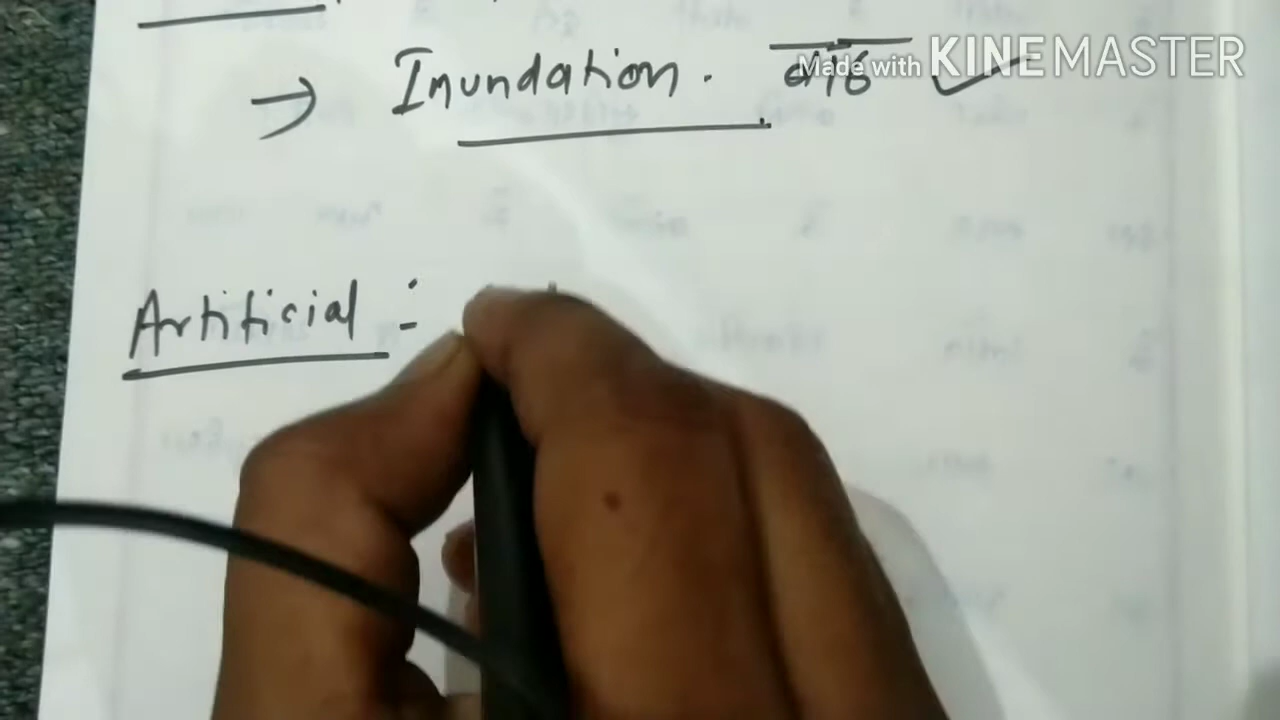 → Inundation. बाढ़ ✓
Made with KINEMASTER
Artificial :-